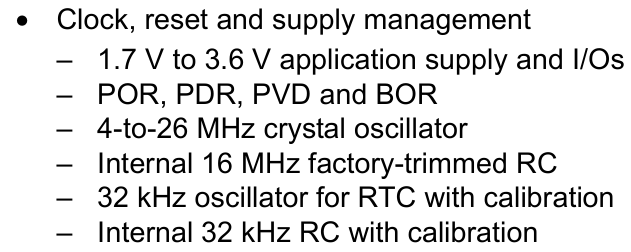 • Clock, reset and supply management
– 1.7 V to 3.6 V application supply and I/Os
– POR, PDR, PVD and BOR
– 4-to-26 MHz crystal oscillator
– Internal 16 MHz factory-trimmed RC
– 32 kHz oscillator for RTC with calibration
– Internal 32 kHz RC with calibration